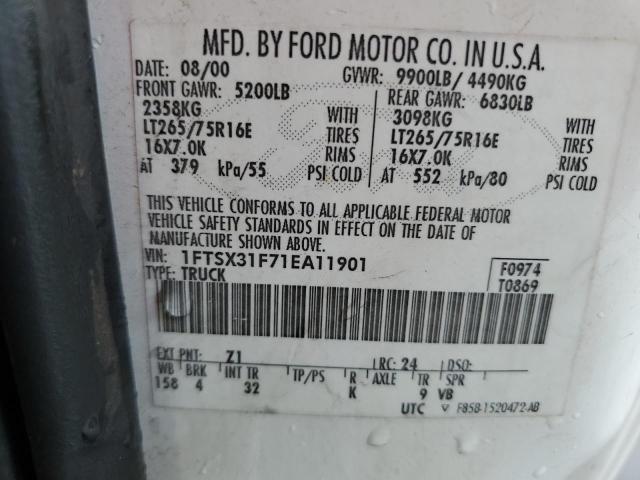 MFD. BY FORD MOTOR CO. IN U.S.A.
DATE: 08/00 GVWR: 9900LB/ 4490KG
FRONT GAWR: 5200LB REAR GAWR: 6830LB
2358KG WITH 3098KG WITH
LT265/75R16E TIRES LT265/75R16E TIRES
16X7.0K RIMS 16X7.0K RIMS
AT 379 kPa/55 PSI COLD AT 552 kPa/80 PSI COLD
THIS VEHICLE CONFORMS TO ALL APPLICABLE FEDERAL MOTOR
VEHICLE SAFETY STANDARDS IN EFFECT ON THE DATE OF
MANUFACTURE SHOWN ABOVE.
VIN: 1FTSX31F71EA11901 F0974
TYPE: TRUCK T0869
EXT PNT: Z1 RC: 24 DSO:
WB BRK INT TR TP/PS R AXLE TR SPR
158 4 32 K 9 VB
UTC F85B-1520472-AB